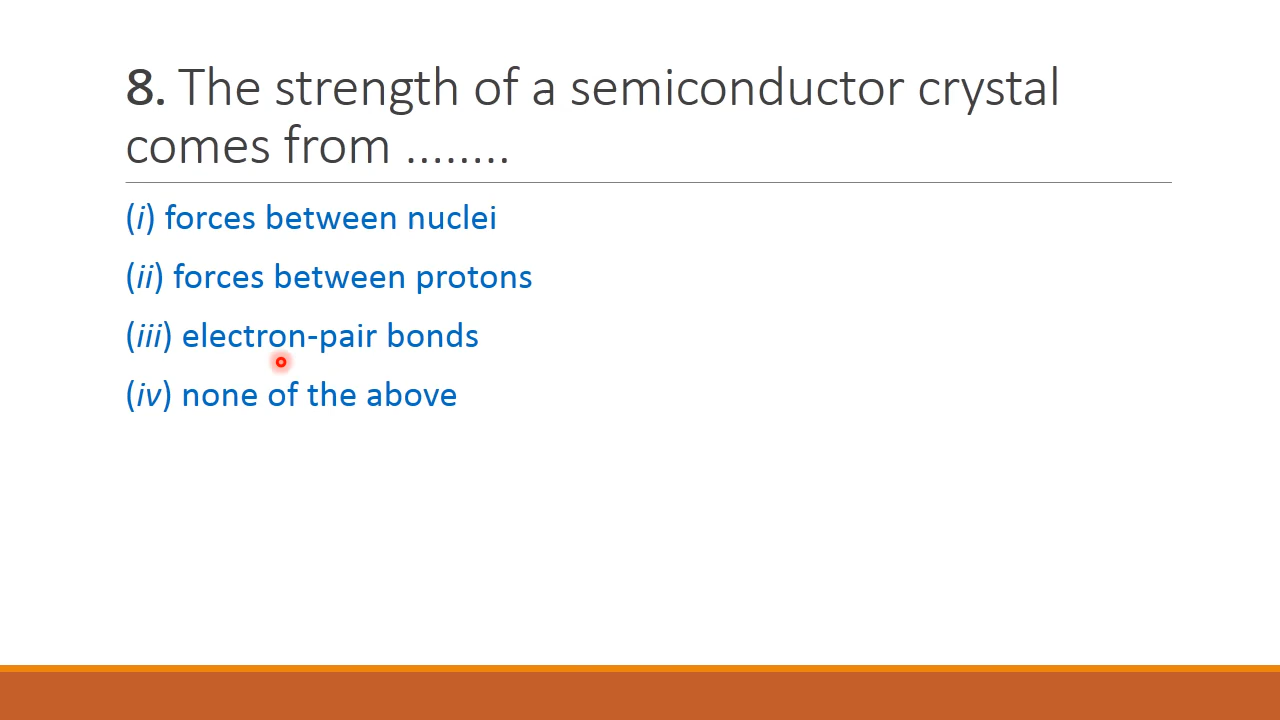 8. The strength of a semiconductor crystal
comes from ........
(i) forces between nuclei
(ii) forces between protons
(iii) electron-pair bonds
(iv) none of the above